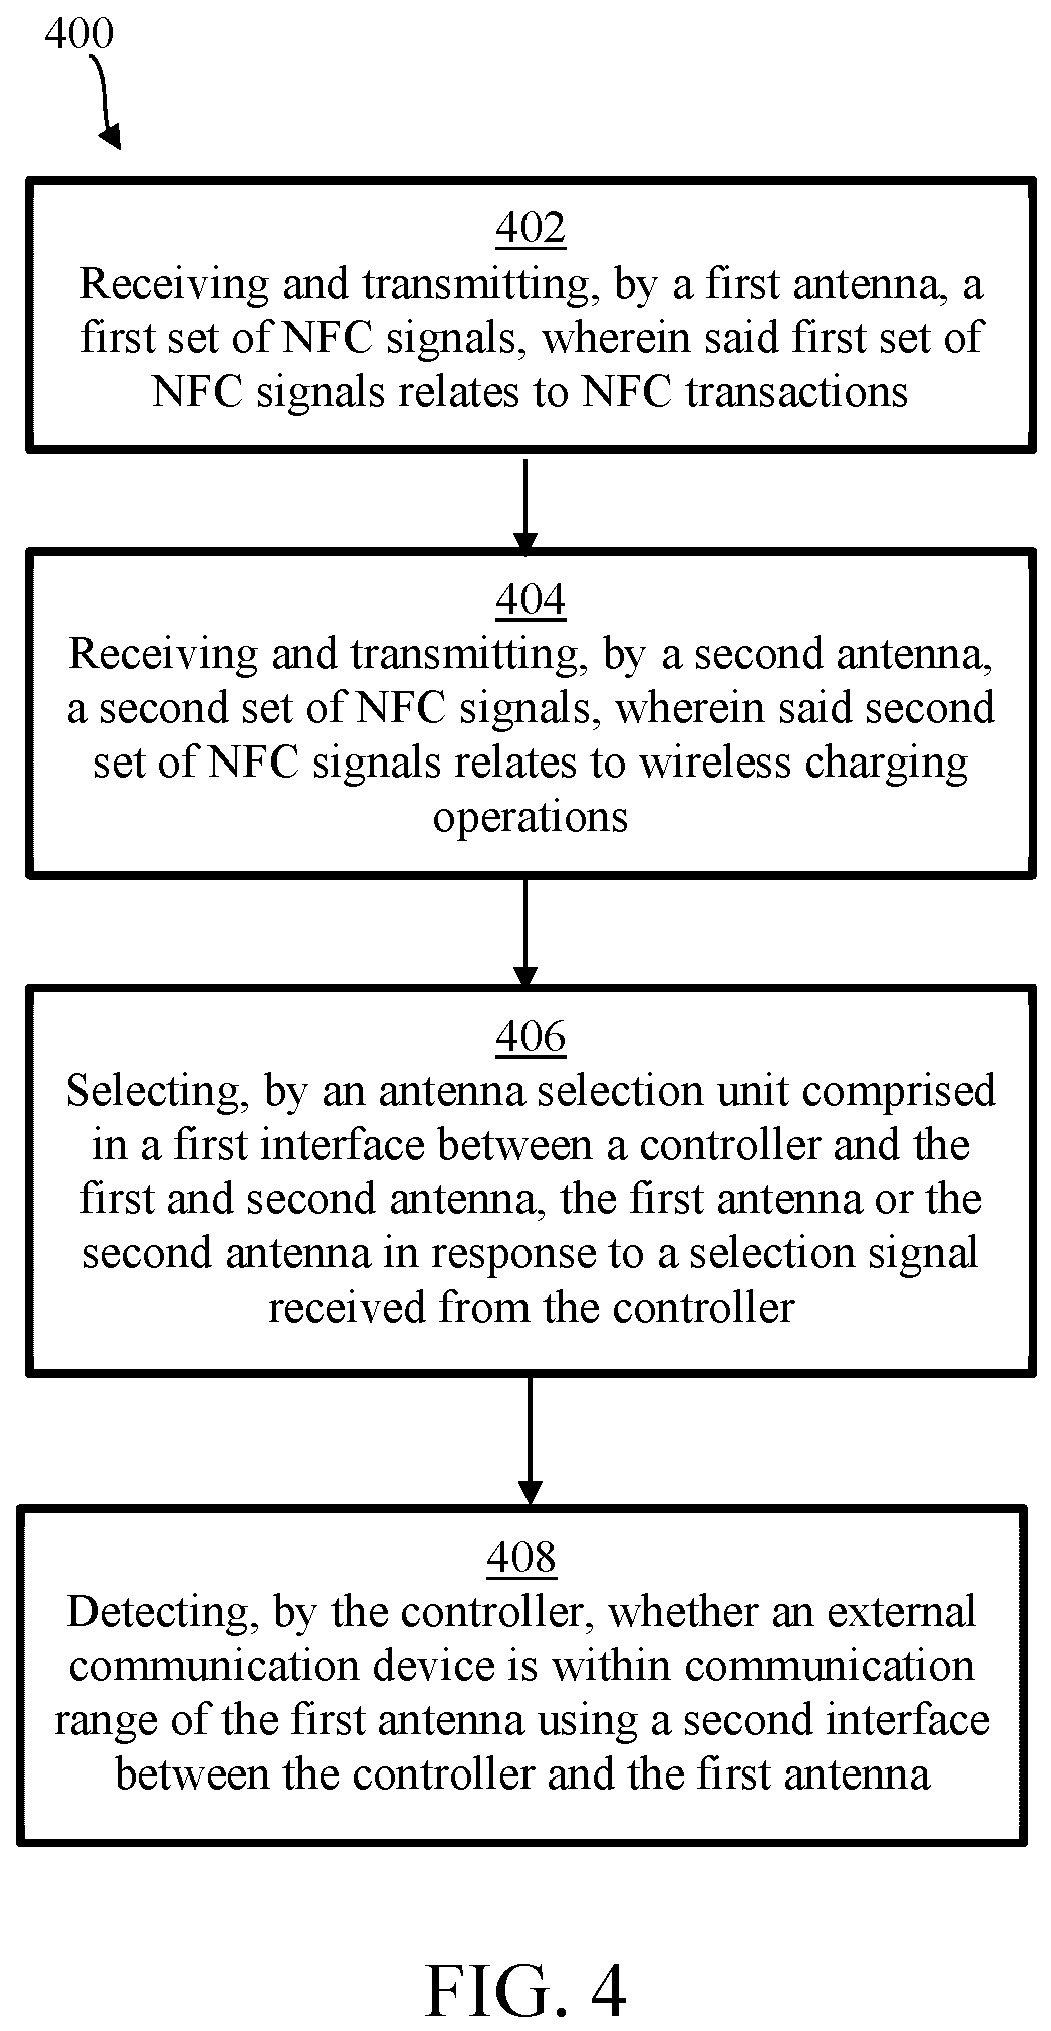 400
402
Receiving and transmitting, by a first antenna, a
first set of NFC signals, wherein said first set of
NFC signals relates to NFC transactions
404
Receiving and transmitting, by a second antenna,
a second set of NFC signals, wherein said second
set of NFC signals relates to wireless charging
operations
406
Selecting, by an antenna selection unit comprised
in a first interface between a controller and the
first and second antenna, the first antenna or the
second antenna in response to a selection signal
received from the controller
408
Detecting, by the controller, whether an external
communication device is within communication
range of the first antenna using a second interface
between the controller and the first antenna
FIG. 4